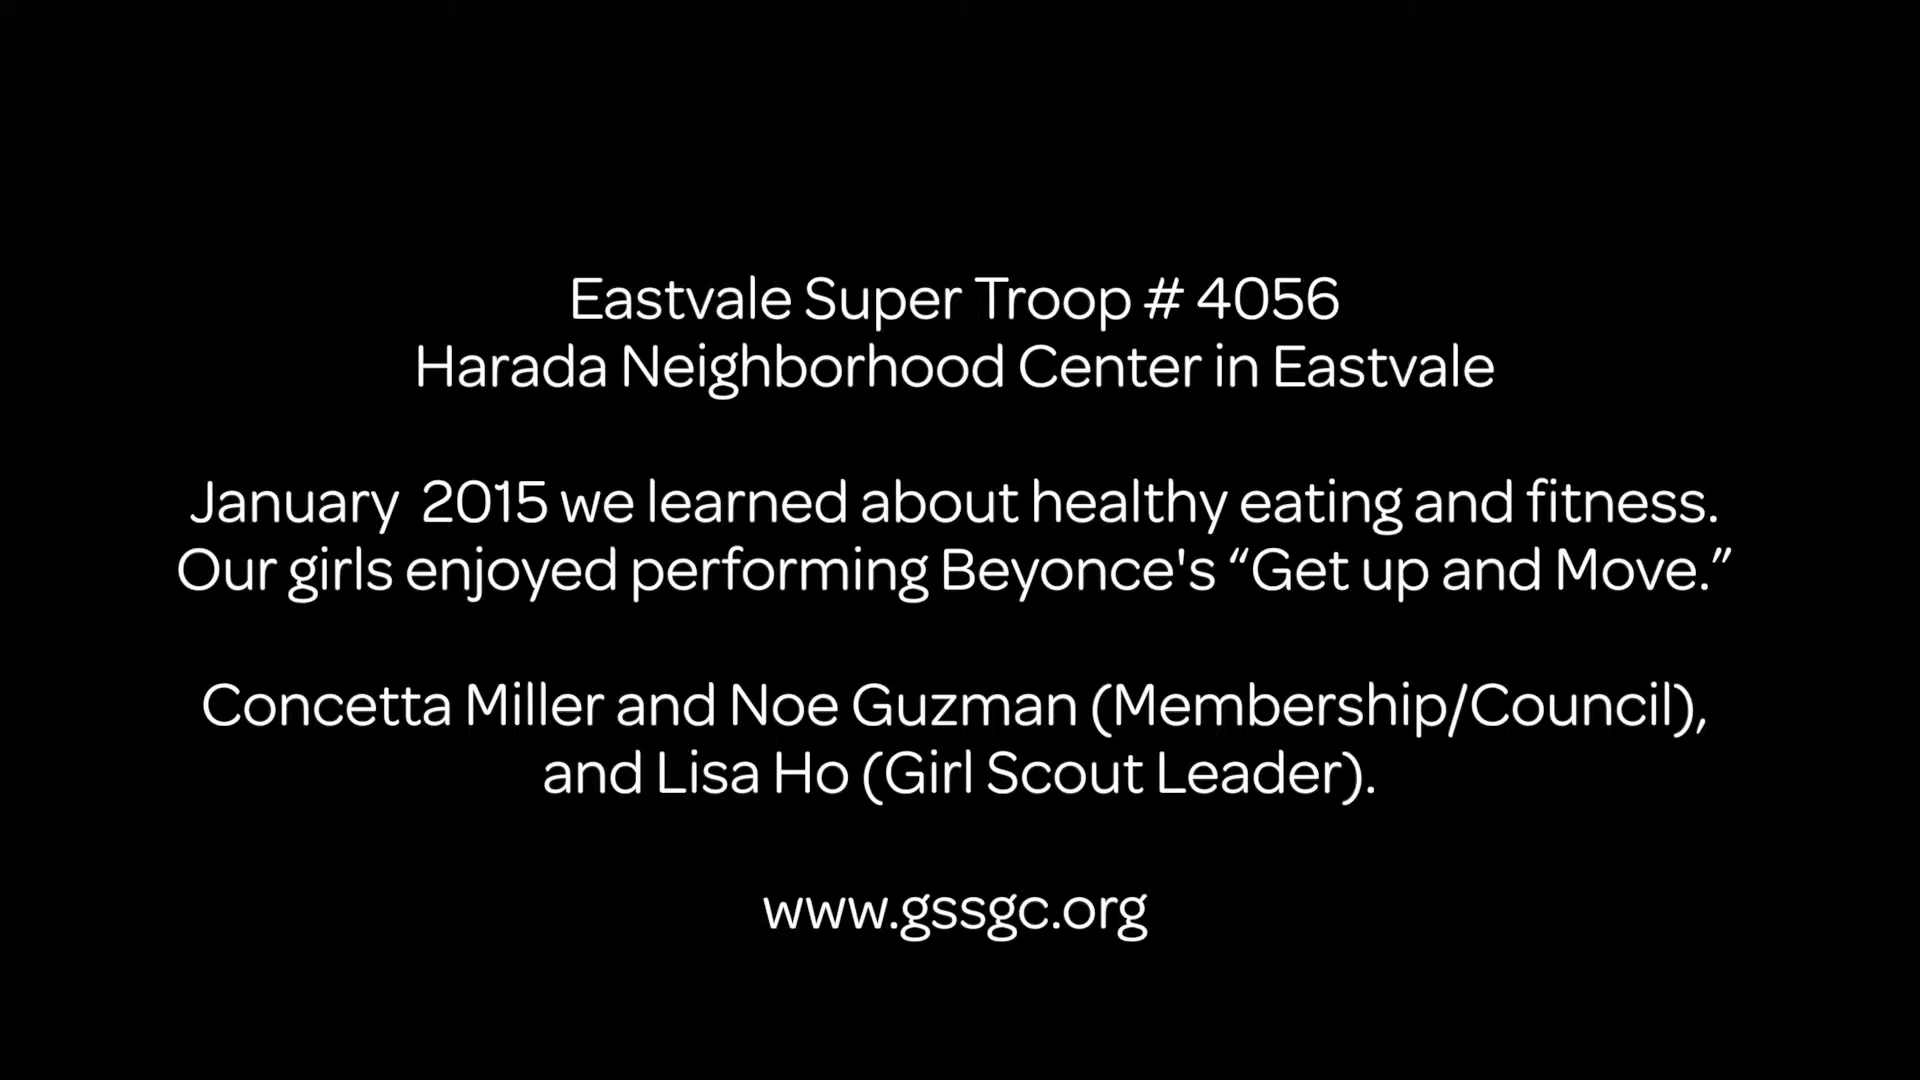 Eastvale Super Troop # 4056
Harada Neighborhood Center in Eastvale
January  2015 we learned about healthy eating and fitness.
Our girls enjoyed performing Beyonce's “Get up and Move.”
Concetta Miller and Noe Guzman (Membership/Council),
and Lisa Ho (Girl Scout Leader).
www.gssgc.org